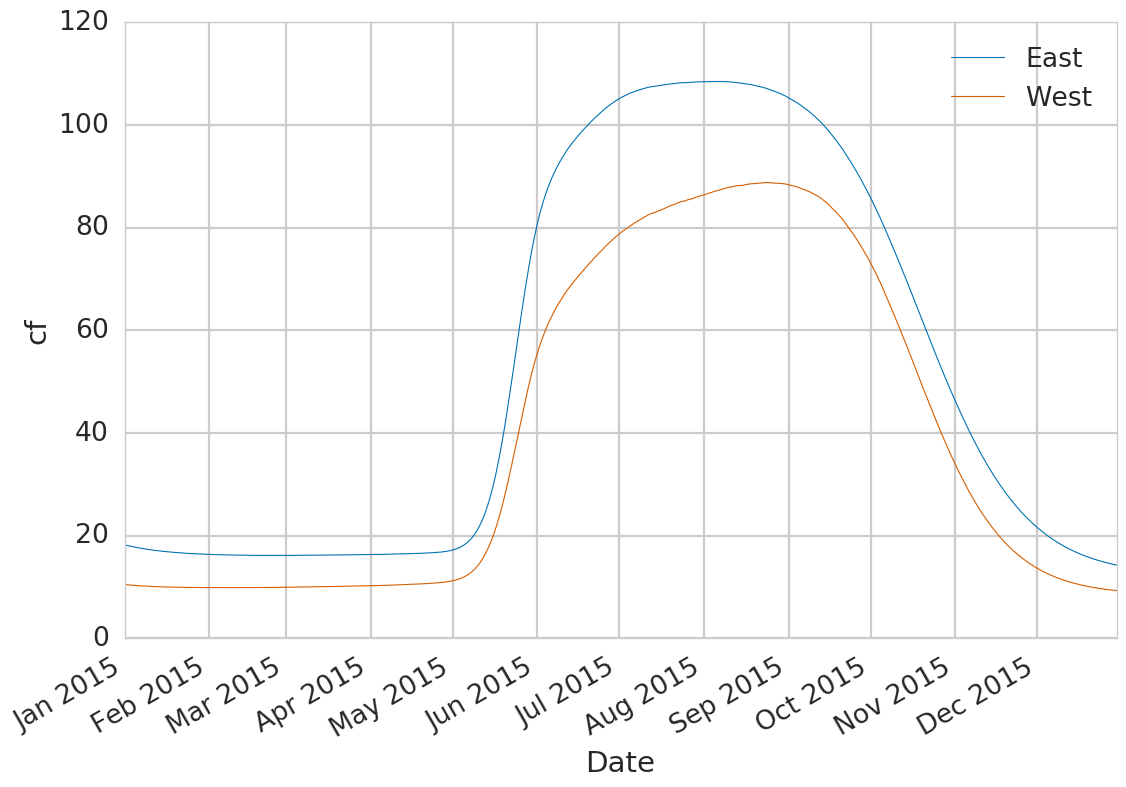 120
100
80
60
40
20
0
cf
East
West
Jan 2015
Feb 2015
Mar 2015
Apr 2015
May 2015
Jun 2015
Jul 2015
Aug 2015
Sep 2015
Oct 2015
Nov 2015
Dec 2015
Date